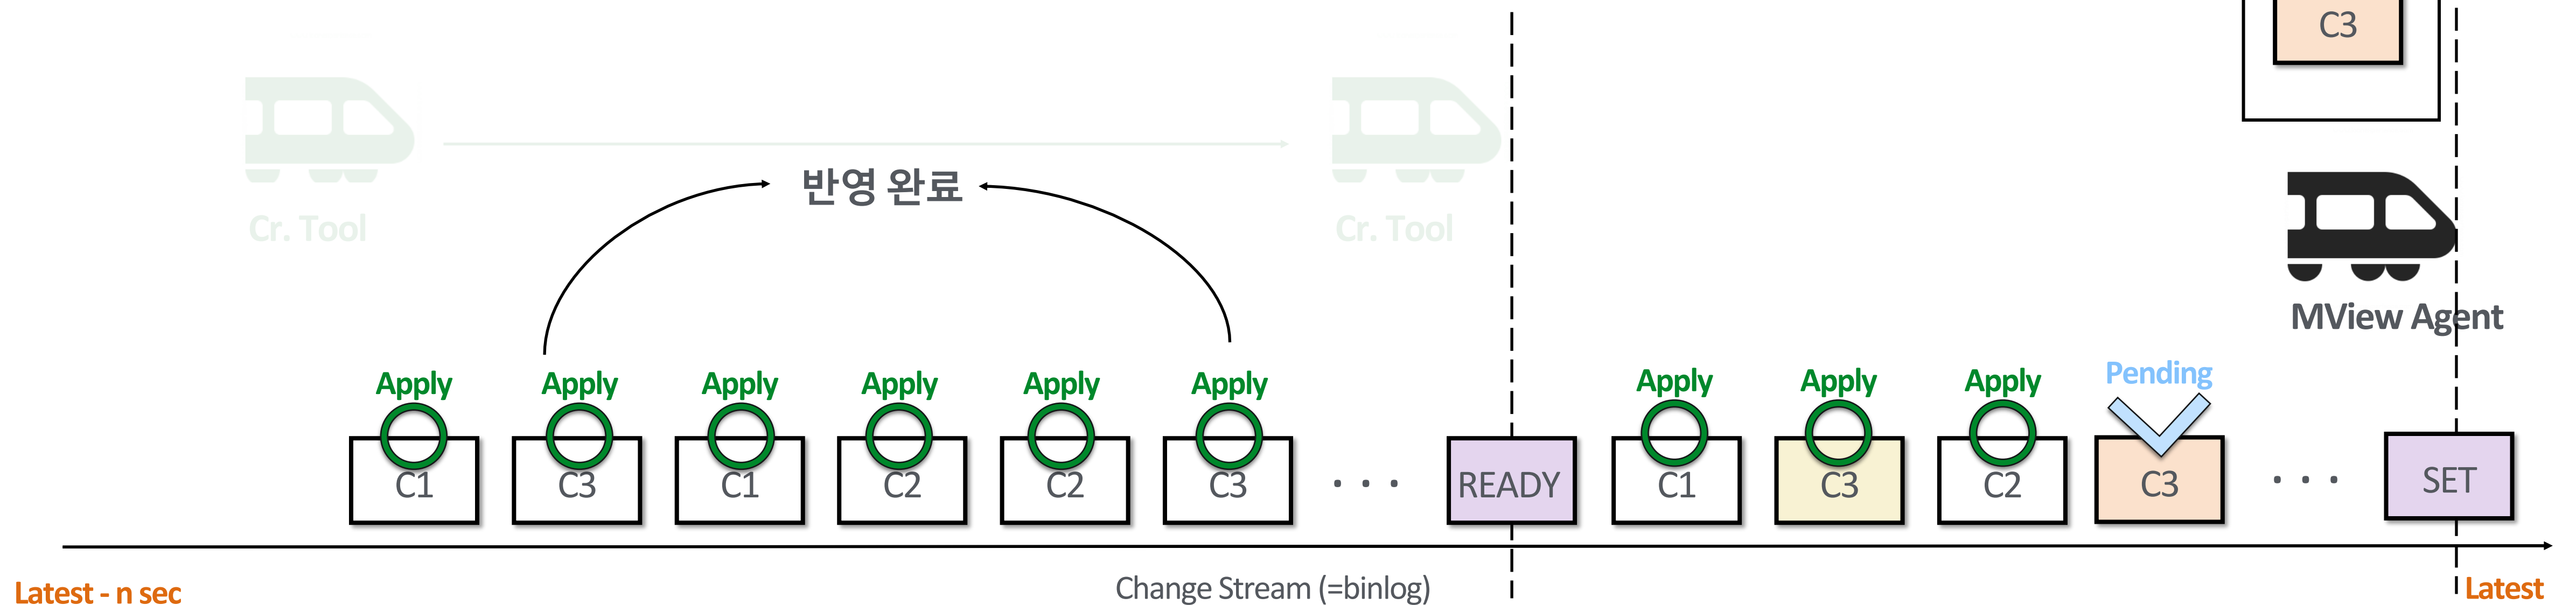 C3
반영 완료
Cr. Tool
Cr. Tool
MView Agent
Apply
Apply
Apply
Apply
Apply
Apply
Apply
Apply
Apply
Pending
C1
C3
C1
C2
C2
C3
. . .
READY
C1
C3
C2
C3
. . .
SET
Latest - n sec
Change Stream (=binlog)
Latest